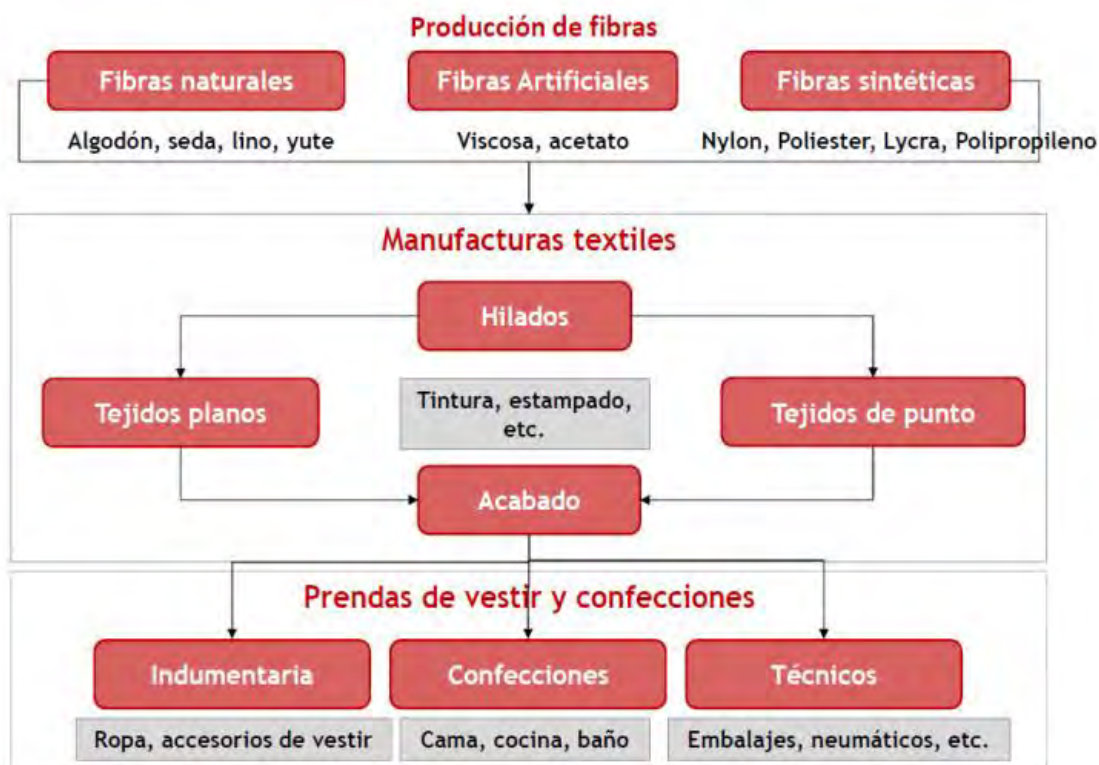 Producción de fibras
Fibras naturales
Fibras Artificiales
Fibras sintéticas
Algodón, seda, lino, yute
Viscosa, acetato
Nylon, Poliester, Lycra, Polipropileno
Manufacturas textiles
Hilados
Tejidos planos
Tintura, estampado,
etc.
Tejidos de punto
Acabado
Prendas de vestir y confecciones
Indumentaria
Confecciones
Técnicos
Ropa, accesorios de vestir
Cama, cocina, baño
Embalajes, neumáticos, etc.